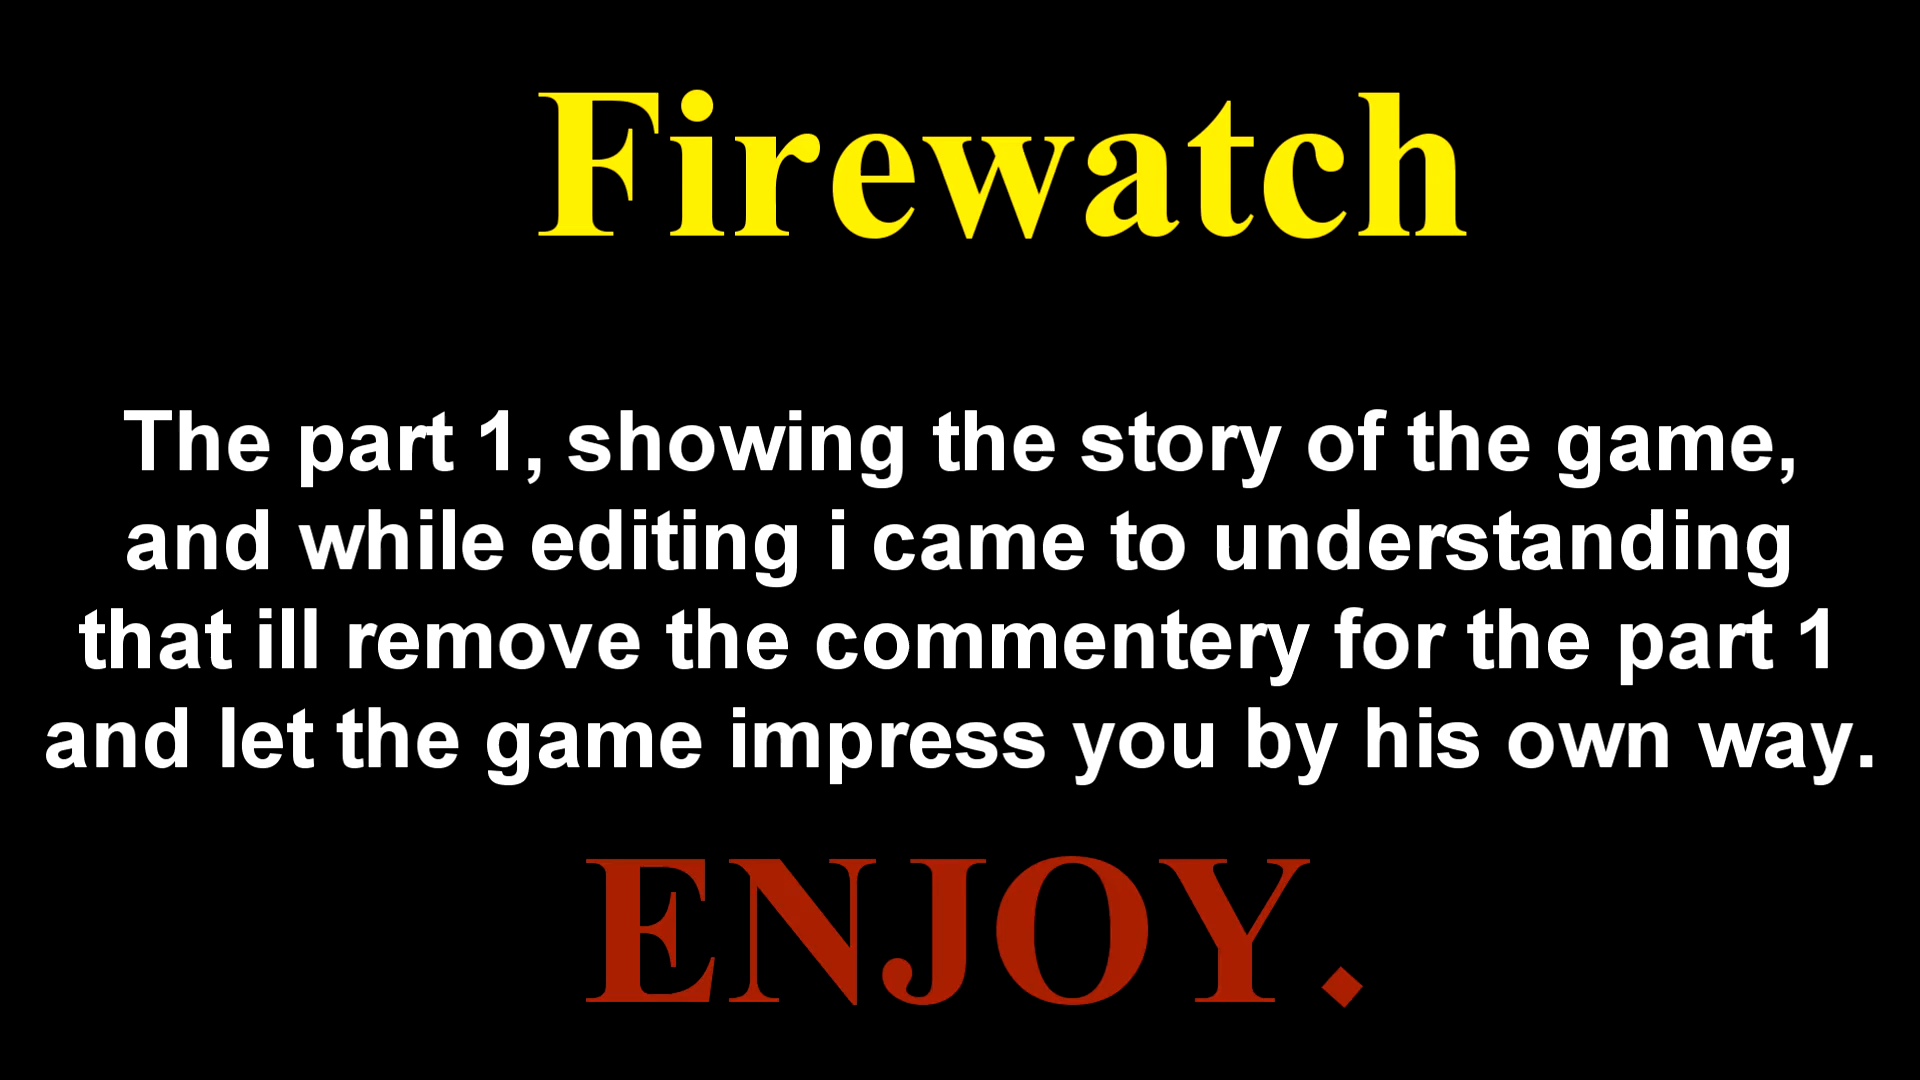 Firewatch
The part 1, showing the story of the game,
and while editing i came to understanding
that ill remove the commentery for the part 1
and let the game impress you by his own way.
ENJOY.